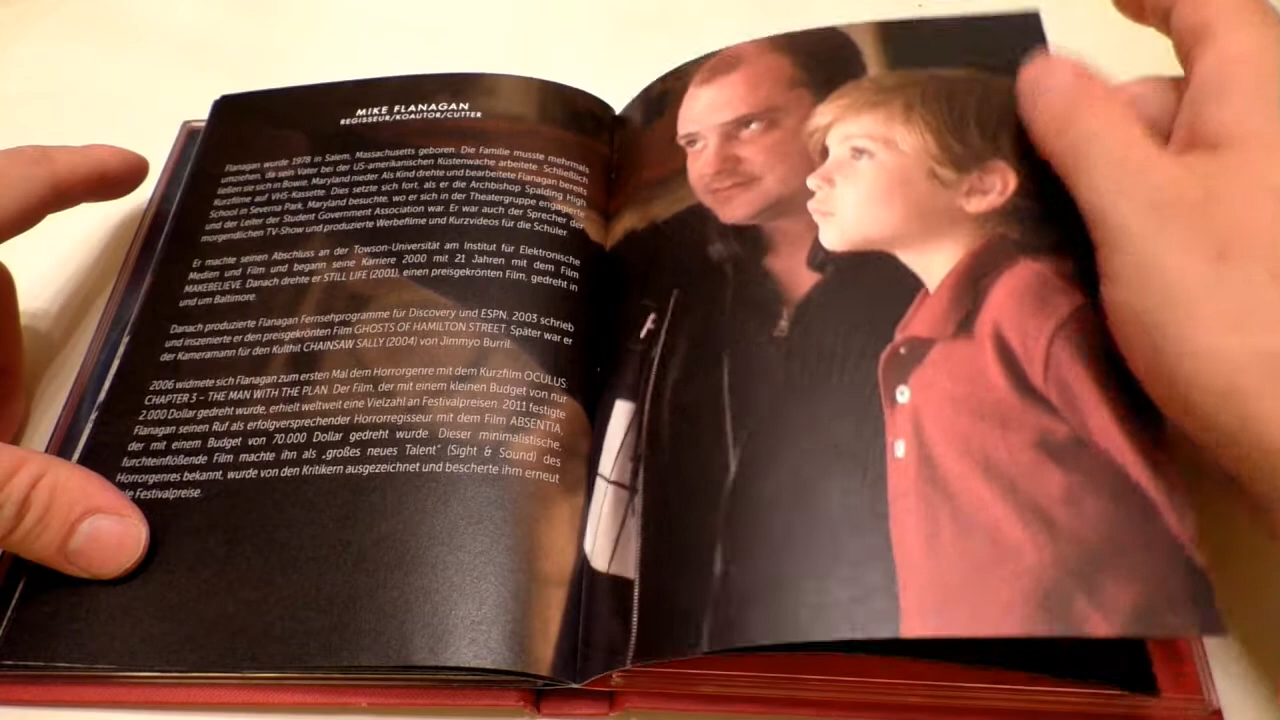 MIKE FLANAGAN
REGISSEUR/KOAUTOR/CUTTER
Flanagan wurde 1978 in Salem, Massachusetts geboren. Die Familie musste mehrmals
umziehen, da sein Vater bei der US-amerikanischen Küstenwache arbeitete. Schließlich
ließen sie sich in Bowie, Maryland nieder. Als Kind drehte und bearbeitete Flanagan bereits
Kurzfilme auf VHS-Kassette. Dies setzte sich fort, als er die Archbishop Spalding High
School in Severna Park, Maryland besuchte, wo er sich in der Theatergruppe engagierte
und der Leiter der Student Government Association war. Er war auch der Sprecher der
morgendlichen TV-Show und produzierte Werbefilme und Kurzvideos für die Schüler.
Er machte seinen Abschluss an der Towson-Universität am Institut für Elektronische
Medien und Film und begann seine Karriere 2000 mit 21 Jahren mit dem Film
MAKEBELIEVE. Danach drehte er STILL LIFE (2001), einen preisgekrönten Film, gedreht in
und um Baltimore.
Danach produzierte Flanagan Fernsehprogramme für Discovery und ESPN. 2003 schrieb
und inszenierte er den preisgekrönten Film GHOSTS OF HAMILTON STREET. Später war er
der Kameramann für den Kulthit CHAINSAW SALLY (2004) von Jimmyo Burril.
2006 widmete sich Flanagan zum ersten Mal dem Horrorgenre mit dem Kurzfilm OCULUS:
CHAPTER 3 – THE MAN WITH THE PLAN. Der Film, der mit einem kleinen Budget von nur
2.000 Dollar gedreht wurde, erhielt weltweit eine Vielzahl an Festivalpreisen. 2011 festigte
Flanagan seinen Ruf als erfolgversprechender Horrorregisseur mit dem Film ABSENTIA,
der mit einem Budget von 70.000 Dollar gedreht wurde. Dieser minimalistische,
furchteinflößende Film machte ihn als „großes neues Talent" (Sight & Sound) des
Horrorgenres bekannt, wurde von den Kritikern ausgezeichnet und bescherte ihm erneut
Festivalpreise.